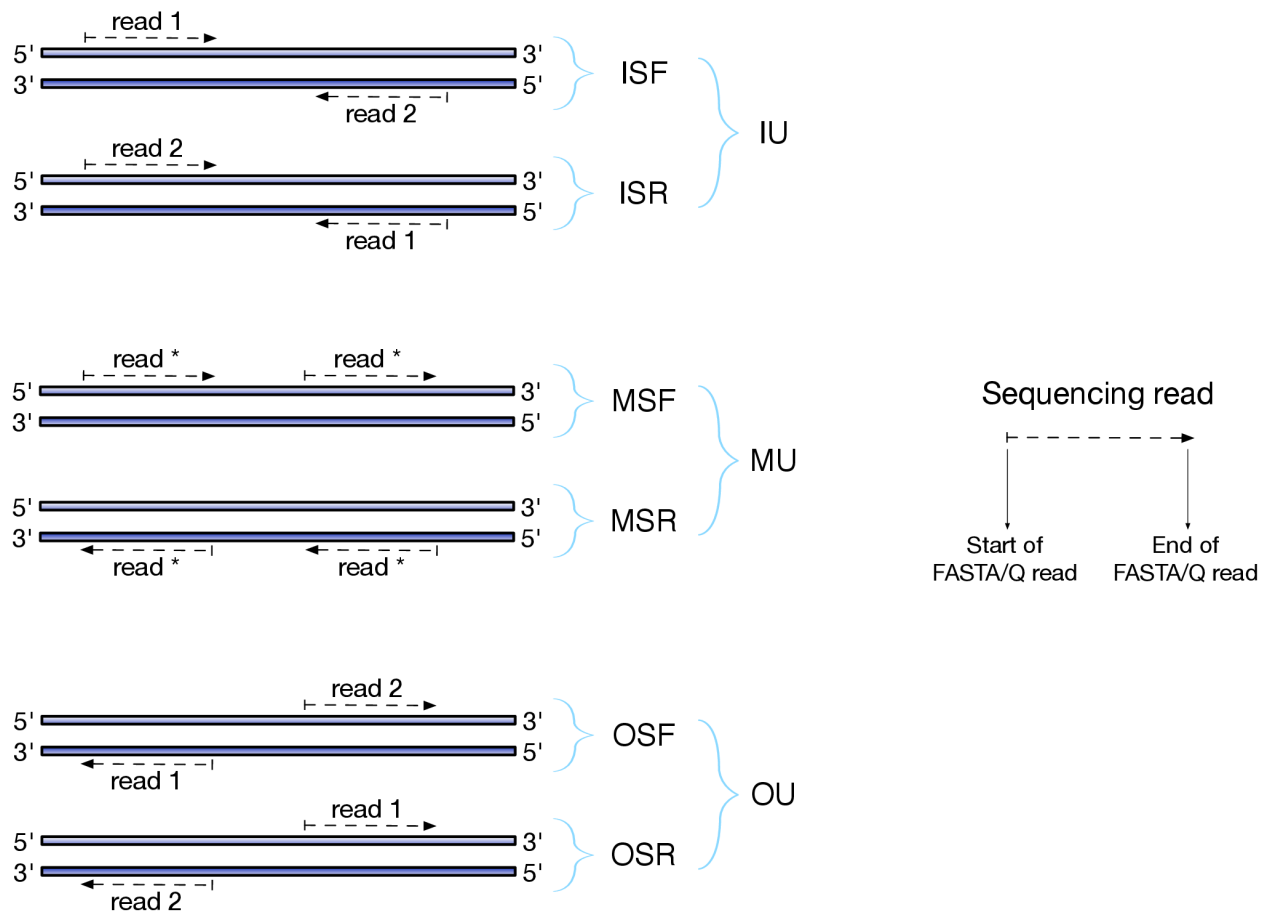 read 1
5' 3'
ISF
3' 5'
read 2
IU
read 2
5' 3'
ISR
3' 5'
read 1
read * read *
5' 3'
MSF
3' 5'
MU
5' 3'
MSR
3' 5'
read * read *
Sequencing read
Start of
FASTA/Q read
End of
FASTA/Q read
read 2
5' 3'
OSF
3' 5'
read 1
OU
read 1
5' 3'
OSR
3' 5'
read 2